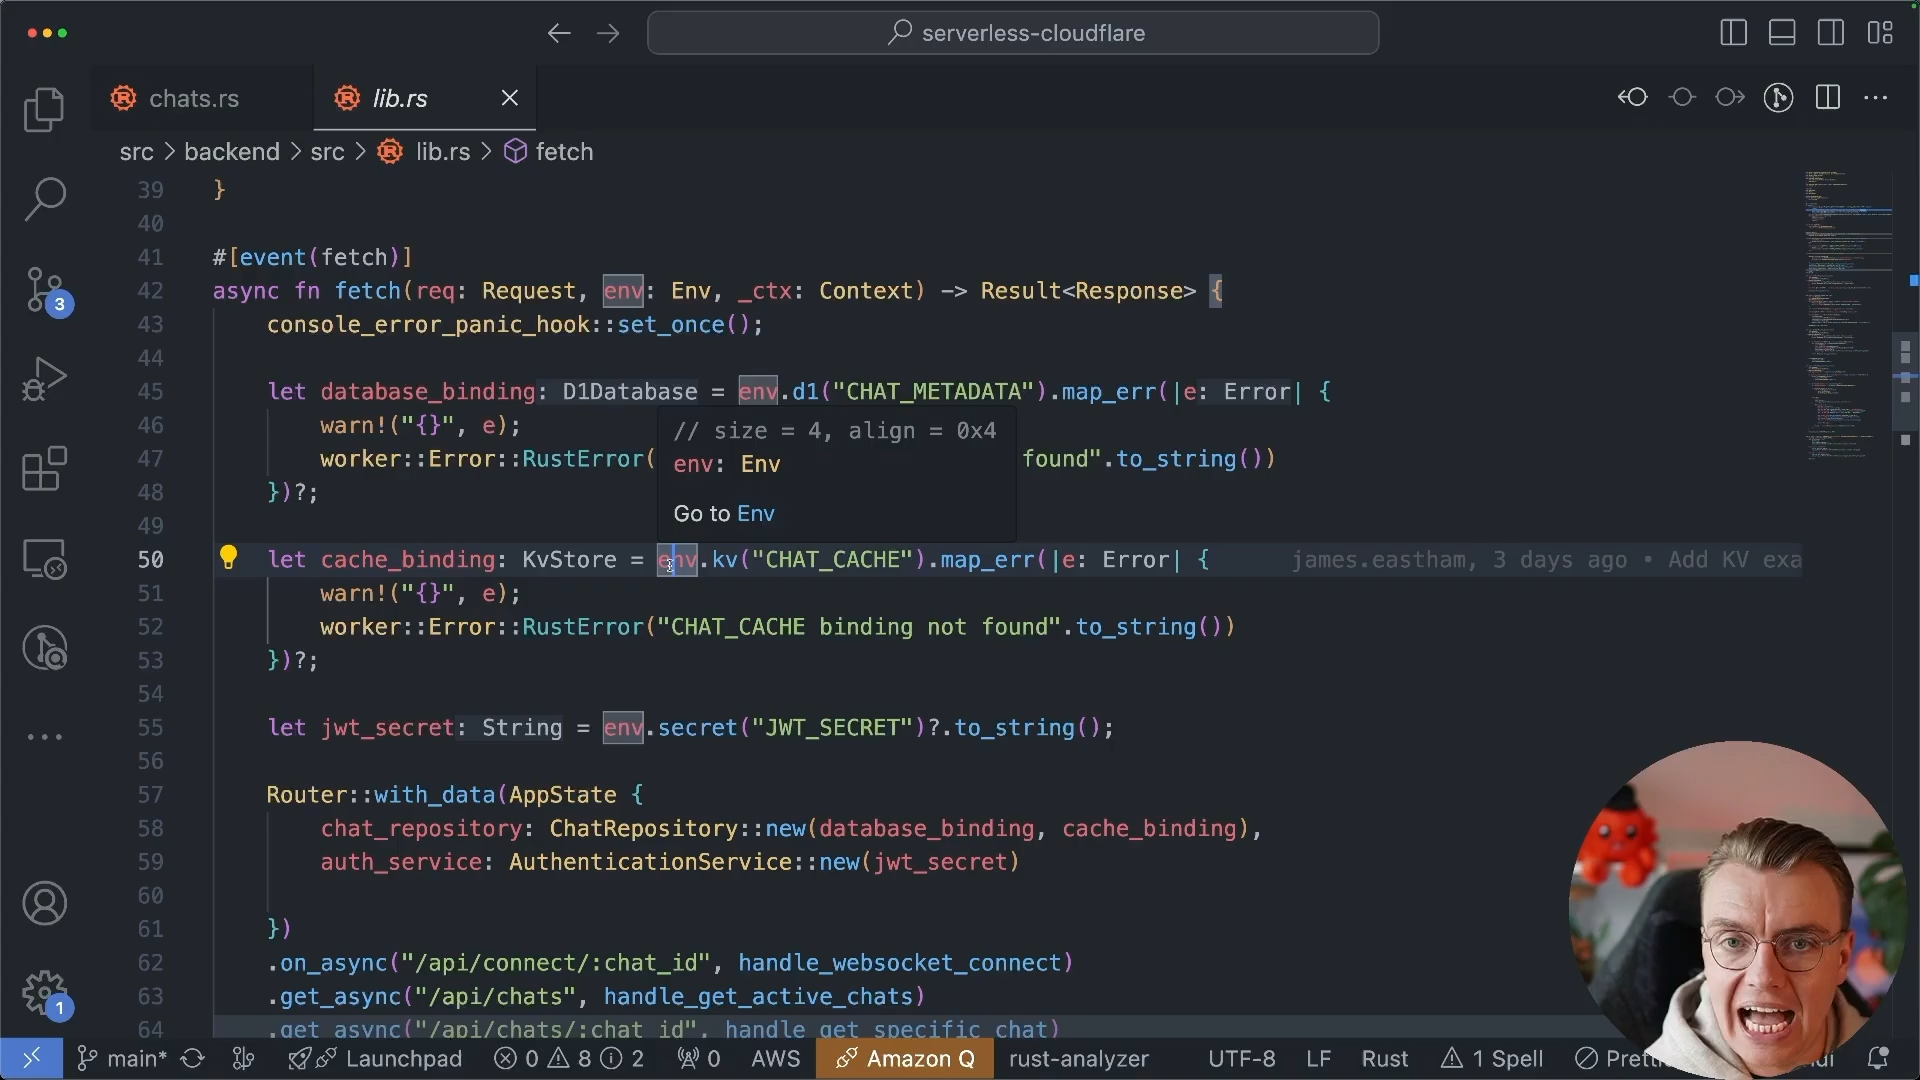 serverless-cloudflare
chats.rs
lib.rs
src > backend > src > lib.rs > fetch
39 }
40
41 #[event(fetch)]
42 async fn fetch(req: Request, env: Env, _ctx: Context) -> Result<Response> {
43 console_error_panic_hook::set_once();
44
45 let database_binding: D1Database = env.d1("CHAT_METADATA").map_err(|e: Error| {
46 warn!("{}", e);
47 worker::Error::RustError( found".to_string())
48 })?;
// size = 4, align = 0x4
env: Env
Go to Env
49
50 let cache_binding: KvStore = env.kv("CHAT_CACHE").map_err(|e: Error| { james.eastham, 3 days ago • Add KV exa
51 warn!("{}", e);
52 worker::Error::RustError("CHAT_CACHE binding not found".to_string())
53 })?;
54
55 let jwt_secret: String = env.secret("JWT_SECRET")?.to_string();
56
57 Router::with_data(AppState {
58 chat_repository: ChatRepository::new(database_binding, cache_binding),
59 auth_service: AuthenticationService::new(jwt_secret)
60
61 })
62 .on_async("/api/connect/:chat_id", handle_websocket_connect)
63 .get_async("/api/chats", handle_get_active_chats)
64 .get_async("/api/chats/:chat_id", handle_get_specific_chat)
3
1
main* Launchpad 0 8 2 0 AWS Amazon Q rust-analyzer UTF-8 LF Rust 1 Spell